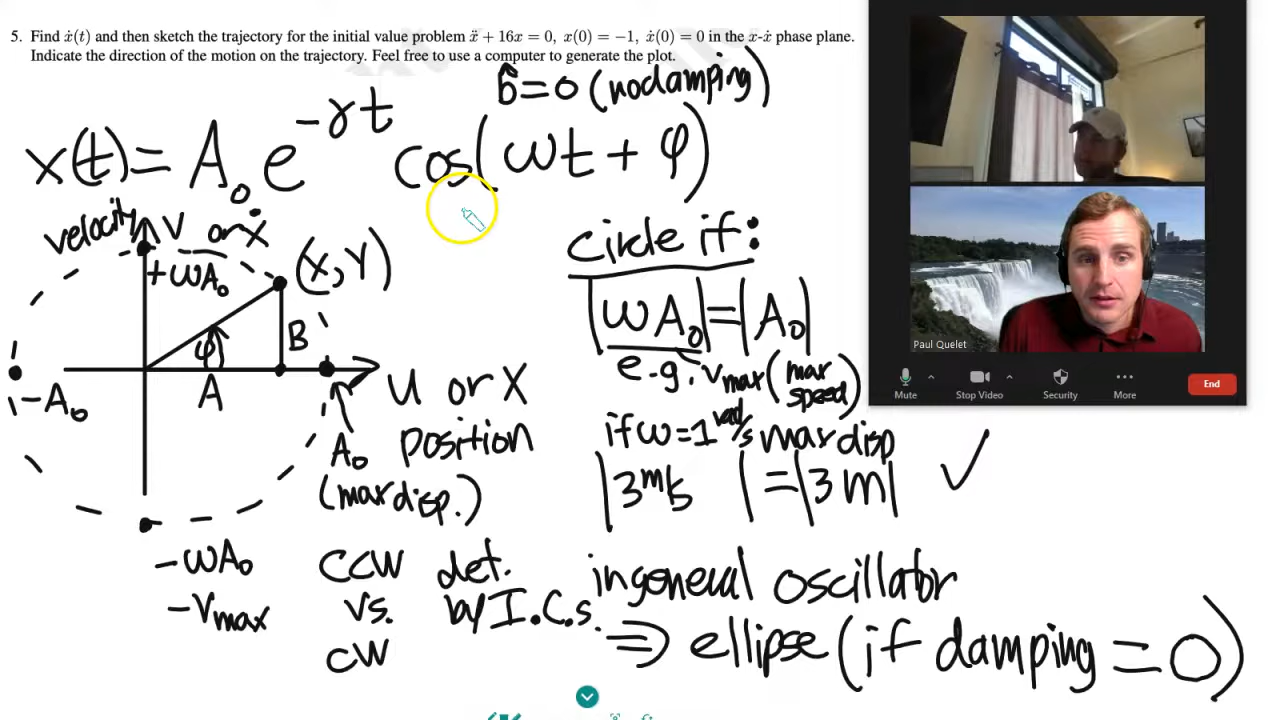 5. Find ẋ(t) and then sketch the trajectory for the initial value problem ẍ + 16x = 0, x(0) = −1, ẋ(0) = 0 in the x-ẋ phase plane.
Indicate the direction of the motion on the trajectory. Feel free to use a computer to generate the plot.
b̂ = 0 (no damping)
x(t) = A₀ e^(-γt) cos(ωt + φ)
velocity V or ẋ
+ωA₀
(X, Y)
φ
B
A
-A₀
U or X
position
A₀
(max disp.)
-ωA₀
-Vmax
CCW det.
vs. by I.C.s.
CW
Circle if:
|ωA₀| = |A₀|
e.g. Vmax (max speed)
if ω = 1 rad/s max disp
|3 m/s | = |3 m| ✓
in general oscillator
⇒ ellipse (if damping = 0)
Paul Quelet
Mute
Stop Video
Security
More
End